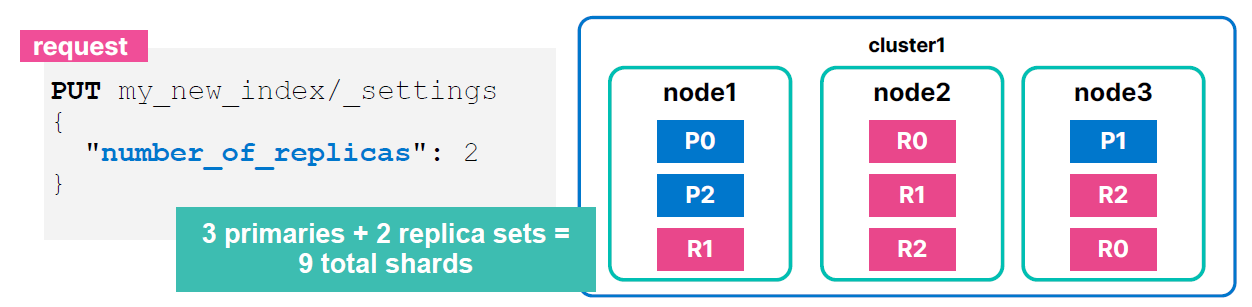 request
PUT my_new_index/_settings
{
"number_of_replicas": 2
}
3 primaries + 2 replica sets =
9 total shards
cluster1
node1
P0
P2
R1
node2
R0
R1
R2
node3
P1
R2
R0